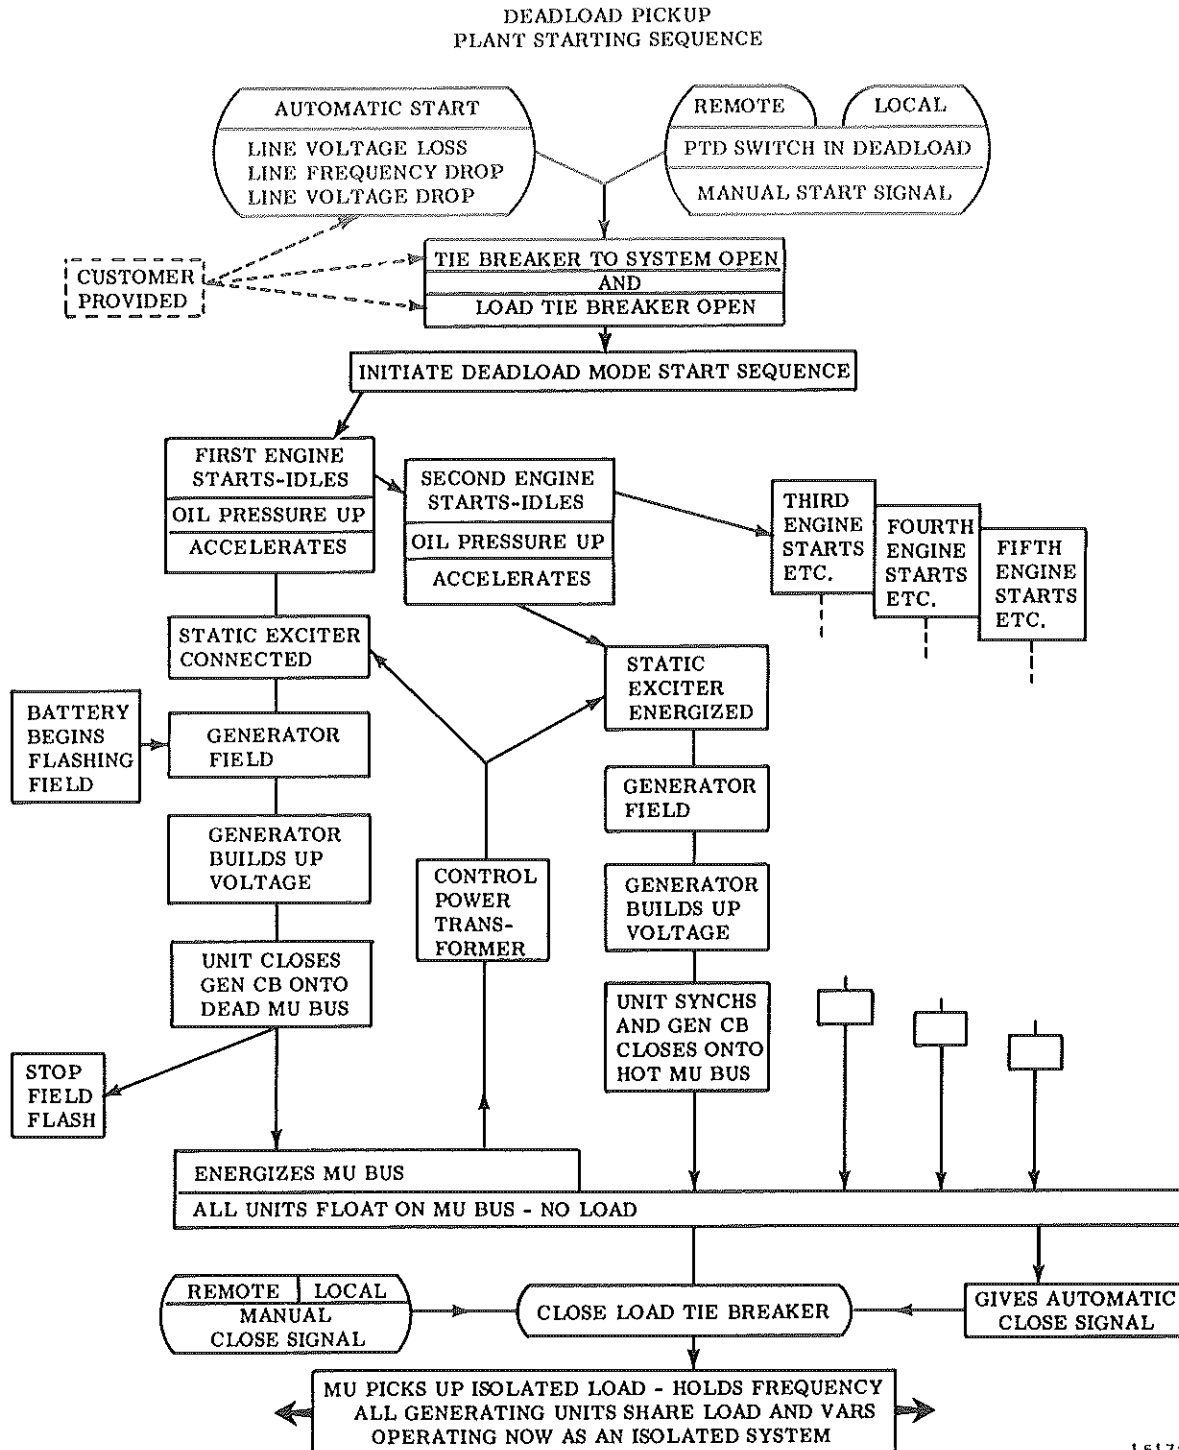 DEADLOAD PICKUP
PLANT STARTING SEQUENCE
AUTOMATIC START
LINE VOLTAGE LOSS
LINE FREQUENCY DROP
LINE VOLTAGE DROP
REMOTE
LOCAL
PTD SWITCH IN DEADLOAD
MANUAL START SIGNAL
CUSTOMER
PROVIDED
TIE BREAKER TO SYSTEM OPEN
AND
LOAD TIE BREAKER OPEN
INITIATE DEADLOAD MODE START SEQUENCE
FIRST ENGINE
STARTS-IDLES
OIL PRESSURE UP
ACCELERATES
SECOND ENGINE
STARTS-IDLES
OIL PRESSURE UP
ACCELERATES
THIRD
ENGINE
STARTS
ETC.
FOURTH
ENGINE
STARTS
ETC.
FIFTH
ENGINE
STARTS
ETC.
STATIC EXCITER
CONNECTED
STATIC
EXCITER
ENERGIZED
BATTERY
BEGINS
FLASHING
FIELD
GENERATOR
FIELD
GENERATOR
FIELD
GENERATOR
BUILDS UP
VOLTAGE
CONTROL
POWER
TRANS-
FORMER
GENERATOR
BUILDS UP
VOLTAGE
UNIT CLOSES
GEN CB ONTO
DEAD MU BUS
UNIT SYNCHS
AND GEN CB
CLOSES ONTO
HOT MU BUS
STOP
FIELD
FLASH
ENERGIZES MU BUS
ALL UNITS FLOAT ON MU BUS - NO LOAD
REMOTE
LOCAL
MANUAL
CLOSE SIGNAL
CLOSE LOAD TIE BREAKER
GIVES AUTOMATIC
CLOSE SIGNAL
MU PICKS UP ISOLATED LOAD - HOLDS FREQUENCY
ALL GENERATING UNITS SHARE LOAD AND VARS
OPERATING NOW AS AN ISOLATED SYSTEM